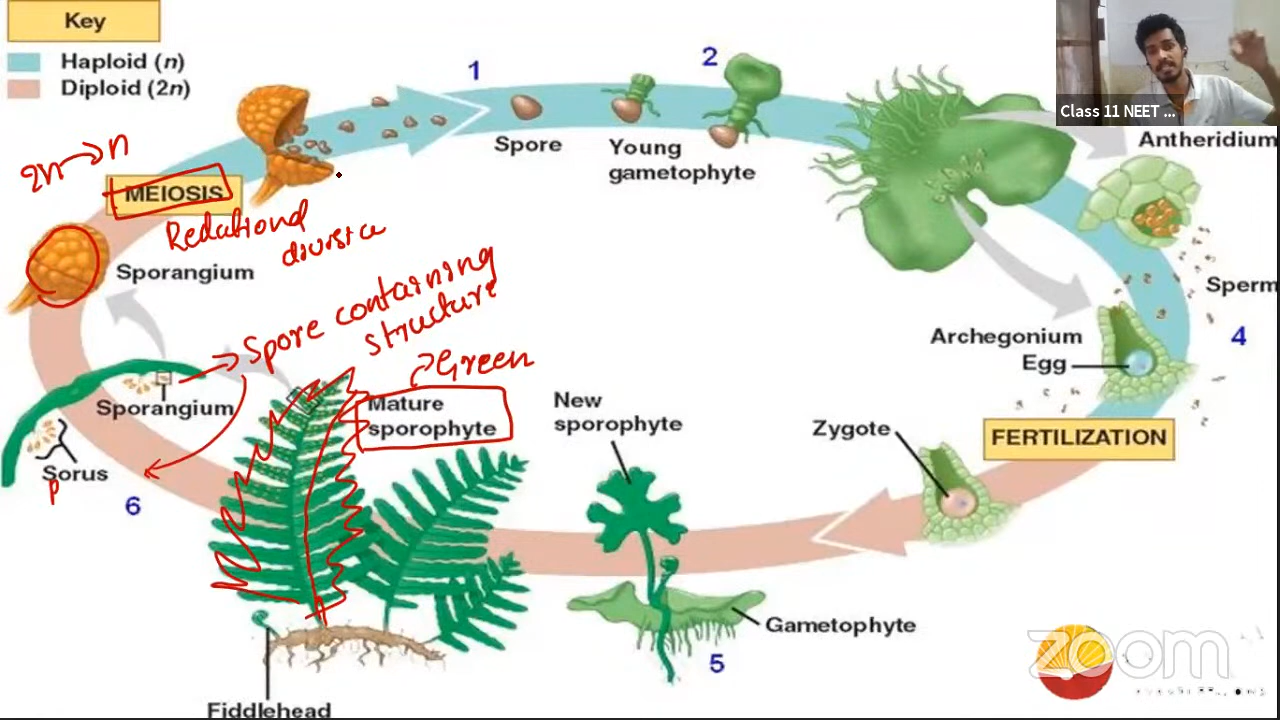 Key
Haploid (n)
Diploid (2n)
1
2
Spore
Young
gametophyte
Class 11 NEET ...
Antheridium
2n → n
MEIOSIS
Sporangium
Spore containing
structure
Green
Sperm
4
Archegonium
Egg
Sporangium
Mature
sporophyte
New
sporophyte
Zygote
FERTILIZATION
Sorus
P
6
Gametophyte
5
Fiddlehead
zoom